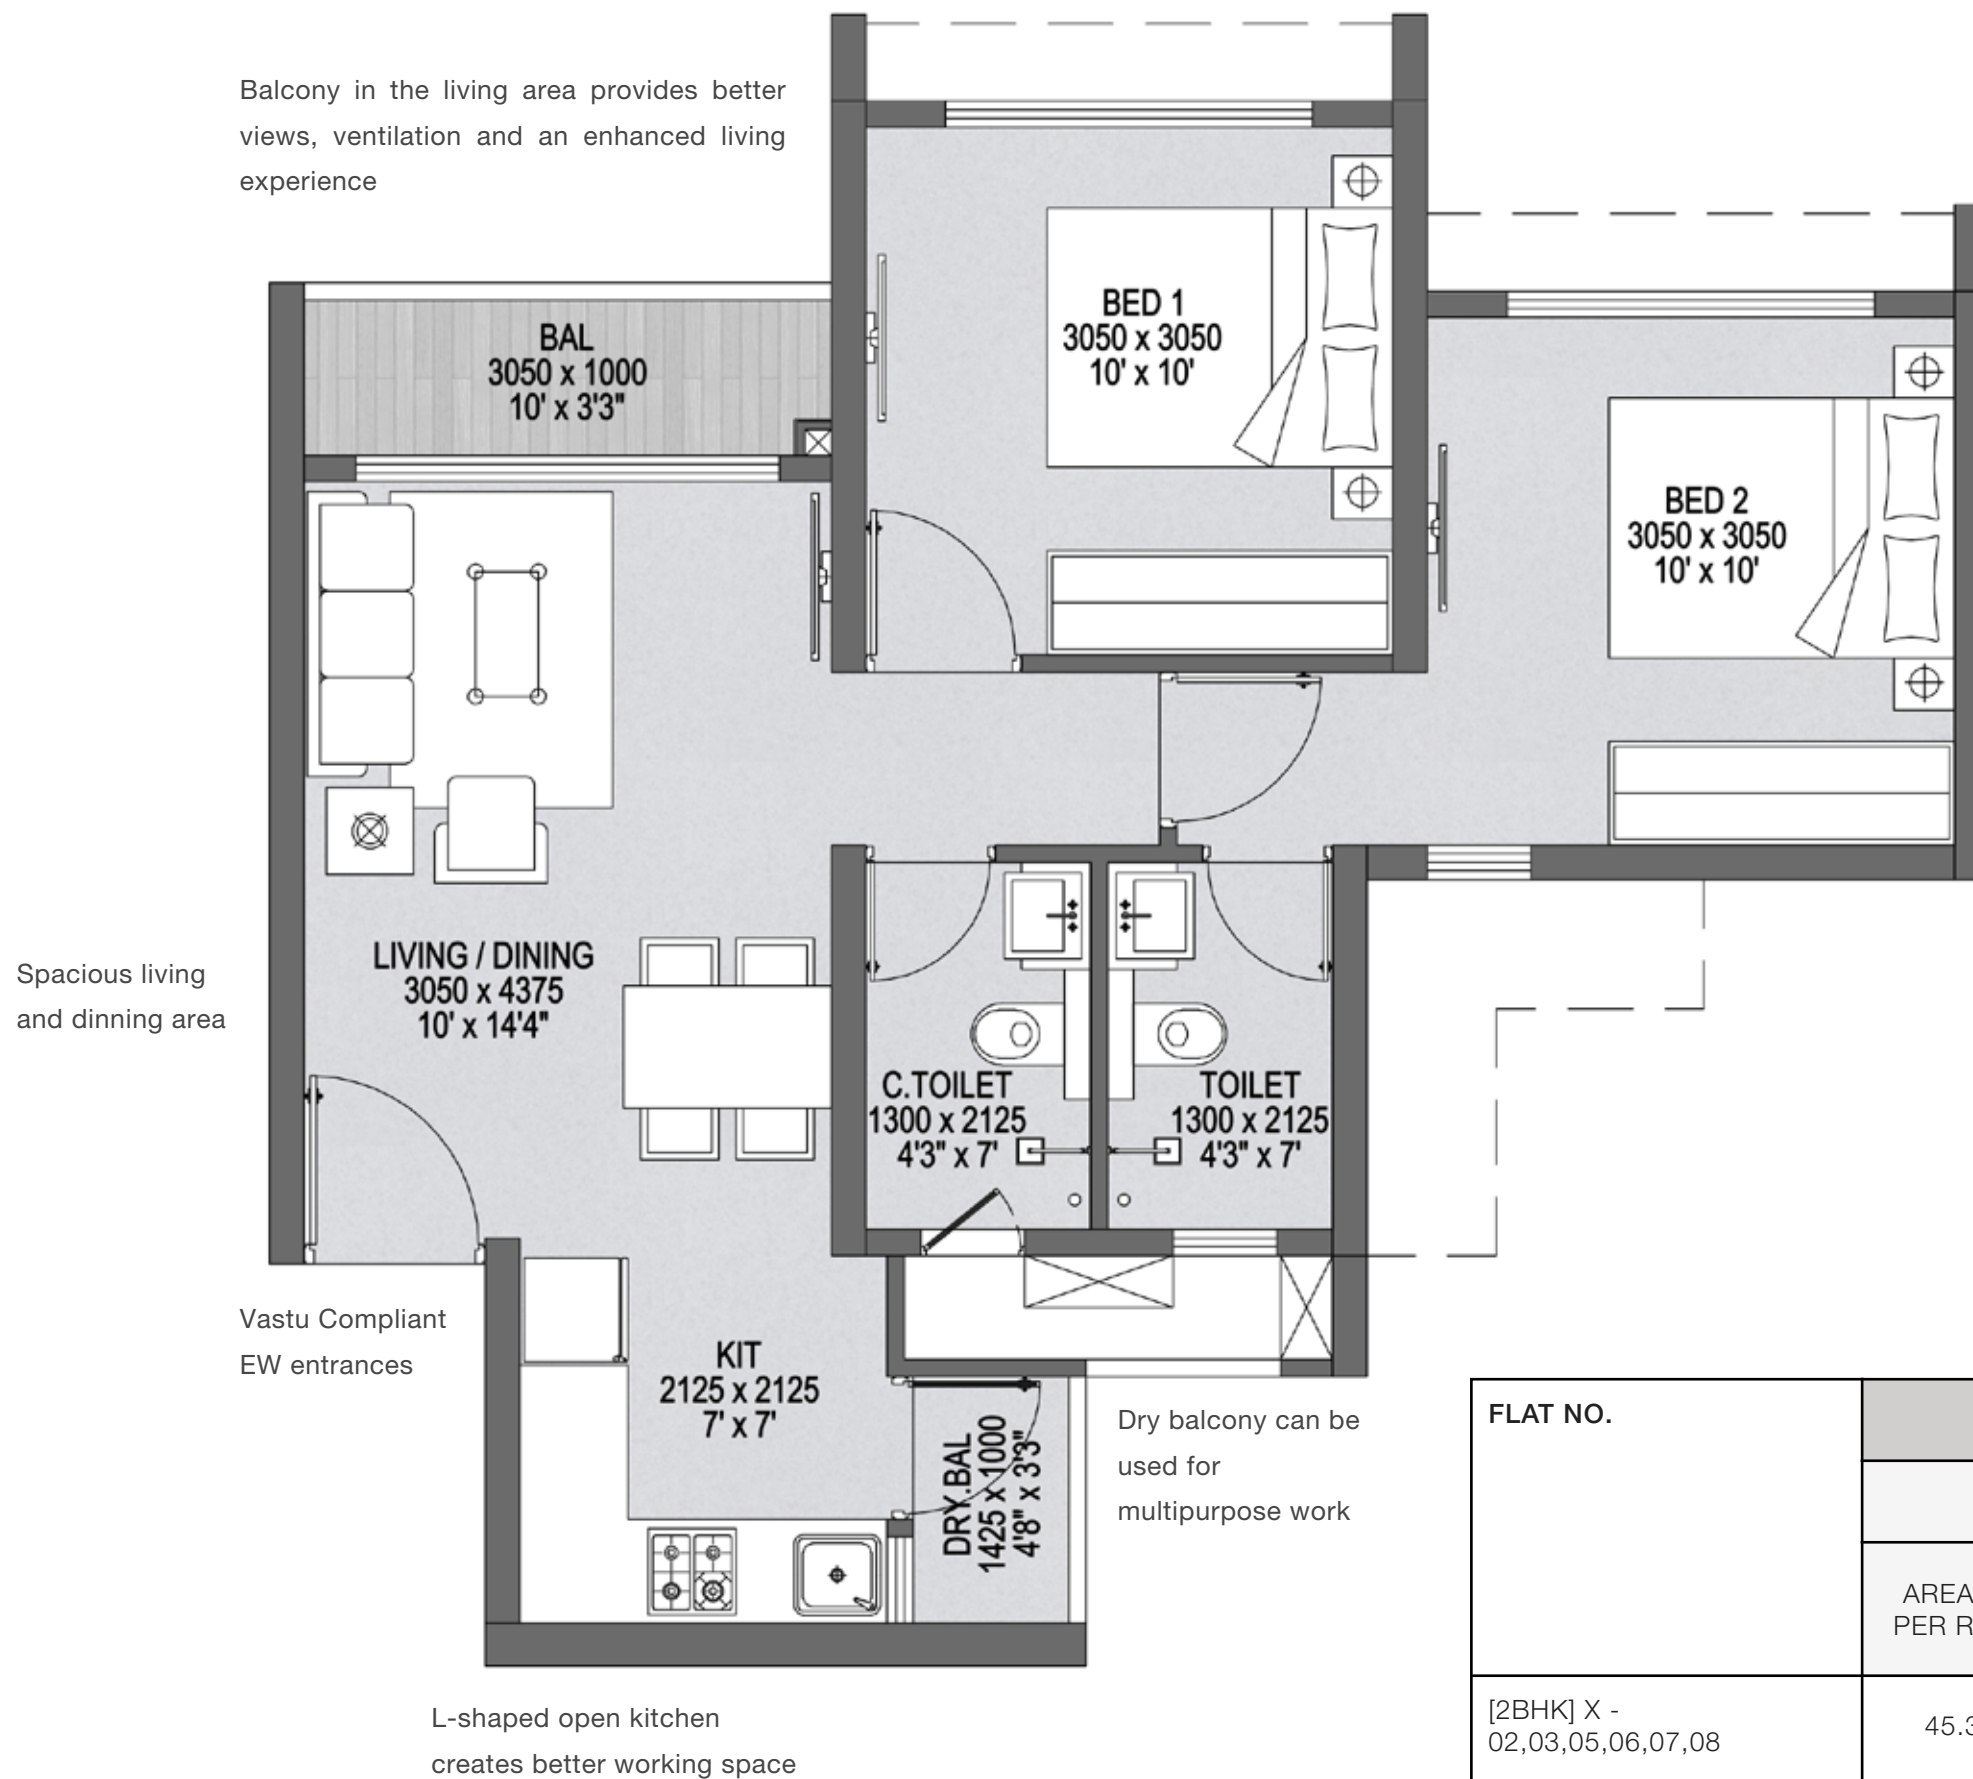 Balcony in the living area provides better
views, ventilation and an enhanced living
experience
BED 1
3050 x 3050
10' x 10'
BAL
3050 x 1000
10' x 3'3"
BED 2
3050 x 3050
10' x 10'
LIVING / DINING
3050 x 4375
10' x 14'4"
Spacious living
and dinning area
C.TOILET
1300 x 2125
4'3" x 7'
TOILET
1300 x 2125
4'3" x 7'
Vastu Compliant
EW entrances
KIT
2125 x 2125
7' x 7'
DRY.BAL
1425 x 1000
4'8" x 3'3"
Dry balcony can be
used for
multipurpose work
L-shaped open kitchen
creates better working space
FLAT NO.
AREA
PER R
[2BHK] X -
02,03,05,06,07,08
45.3